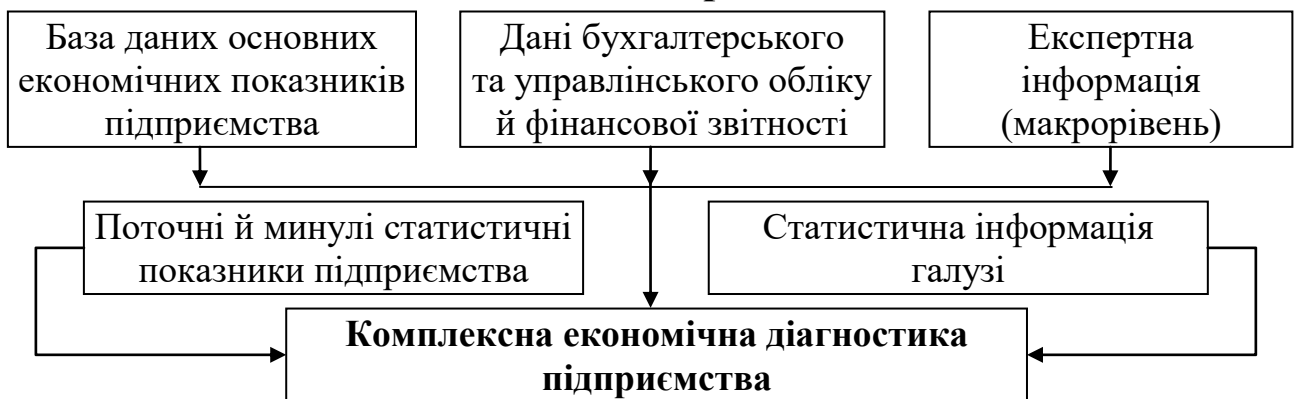 База даних основних
економічних показників
підприємства
Дані бухгалтерського
та управлінського обліку
й фінансової звітності
Експертна
інформація
(макрорівень)
Поточні й минулі статистичні
показники підприємства
Статистична інформація
галузі
Комплексна економічна діагностика
підприємства